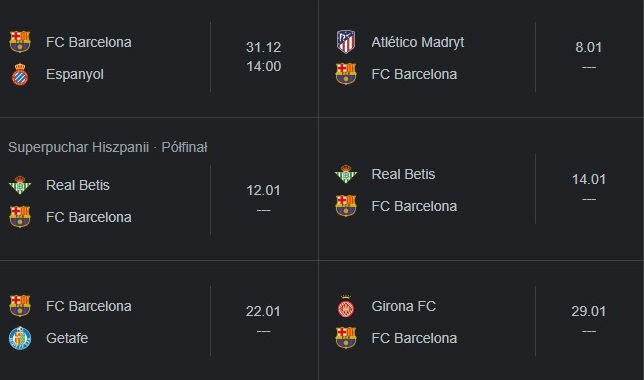 FC Barcelona
Espanyol
31.12
14:00
Atlético Madryt
FC Barcelona
8.01
---
Superpuchar Hiszpanii · Półfinał
Real Betis
FC Barcelona
12.01
---
Real Betis
FC Barcelona
14.01
---
FC Barcelona
Getafe
22.01
---
Girona FC
FC Barcelona
29.01
---